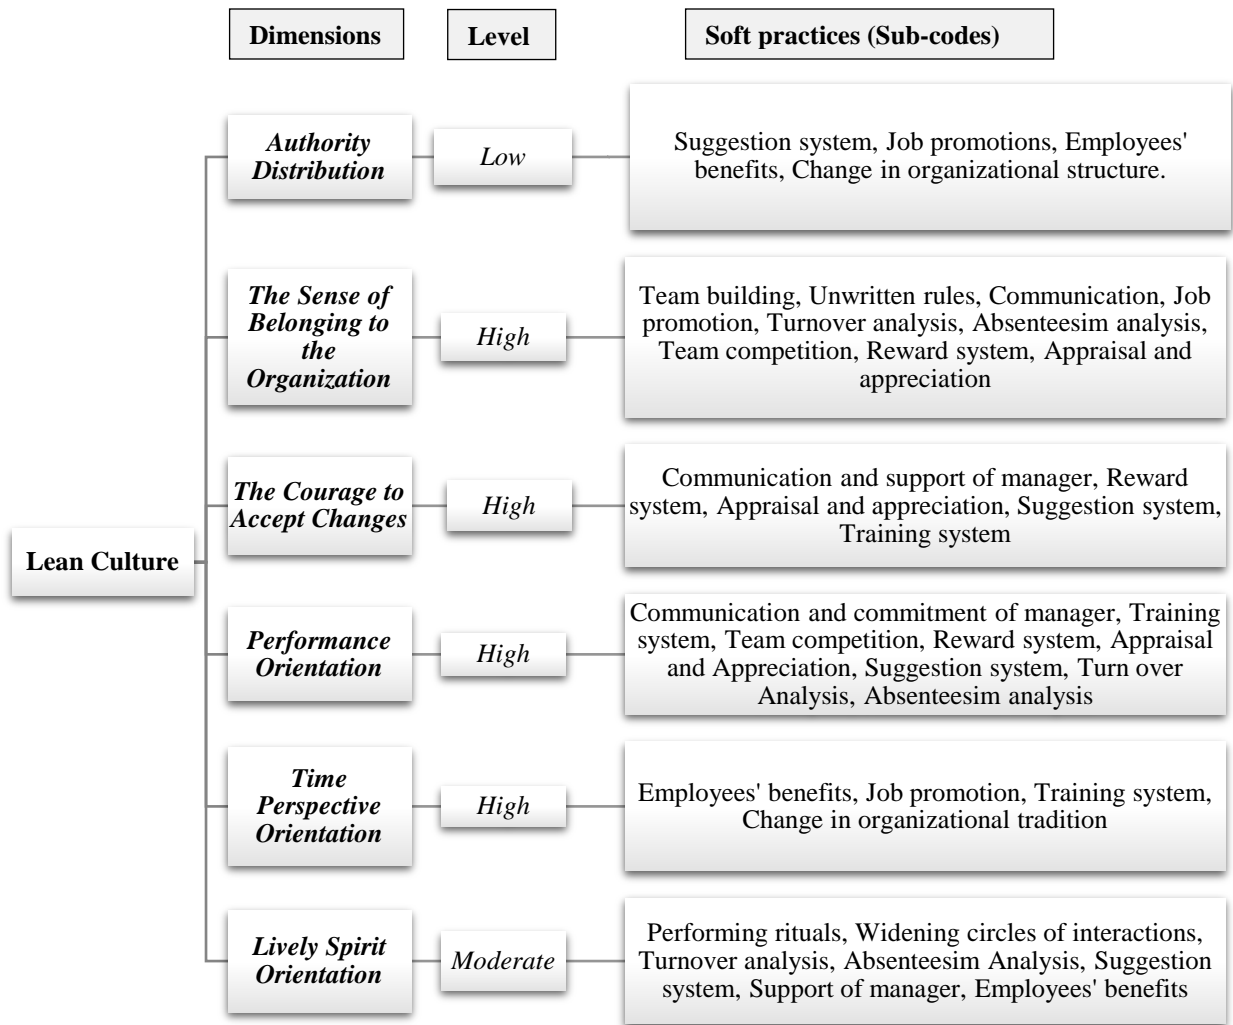 Dimensions
Level
Soft practices (Sub-codes)
Authority
Distribution
Low
Suggestion system, Job promotions, Employees'
benefits, Change in organizational structure.
The Sense of
Belonging to
the
Organization
High
Team building, Unwritten rules, Communication, Job
promotion, Turnover analysis, Absenteesim analysis,
Team competition, Reward system, Appraisal and
appreciation
The Courage to
Accept Changes
High
Communication and support of manager, Reward
system, Appraisal and appreciation, Suggestion system,
Training system
Lean Culture
Performance
Orientation
High
Communication and commitment of manager, Training
system, Team competition, Reward system, Appraisal
and Appreciation, Suggestion system, Turn over
Analysis, Absenteesim analysis
Time
Perspective
Orientation
High
Employees' benefits, Job promotion, Training system,
Change in organizational tradition
Lively Spirit
Orientation
Moderate
Performing rituals, Widening circles of interactions,
Turnover analysis, Absenteesim Analysis, Suggestion
system, Support of manager, Employees' benefits